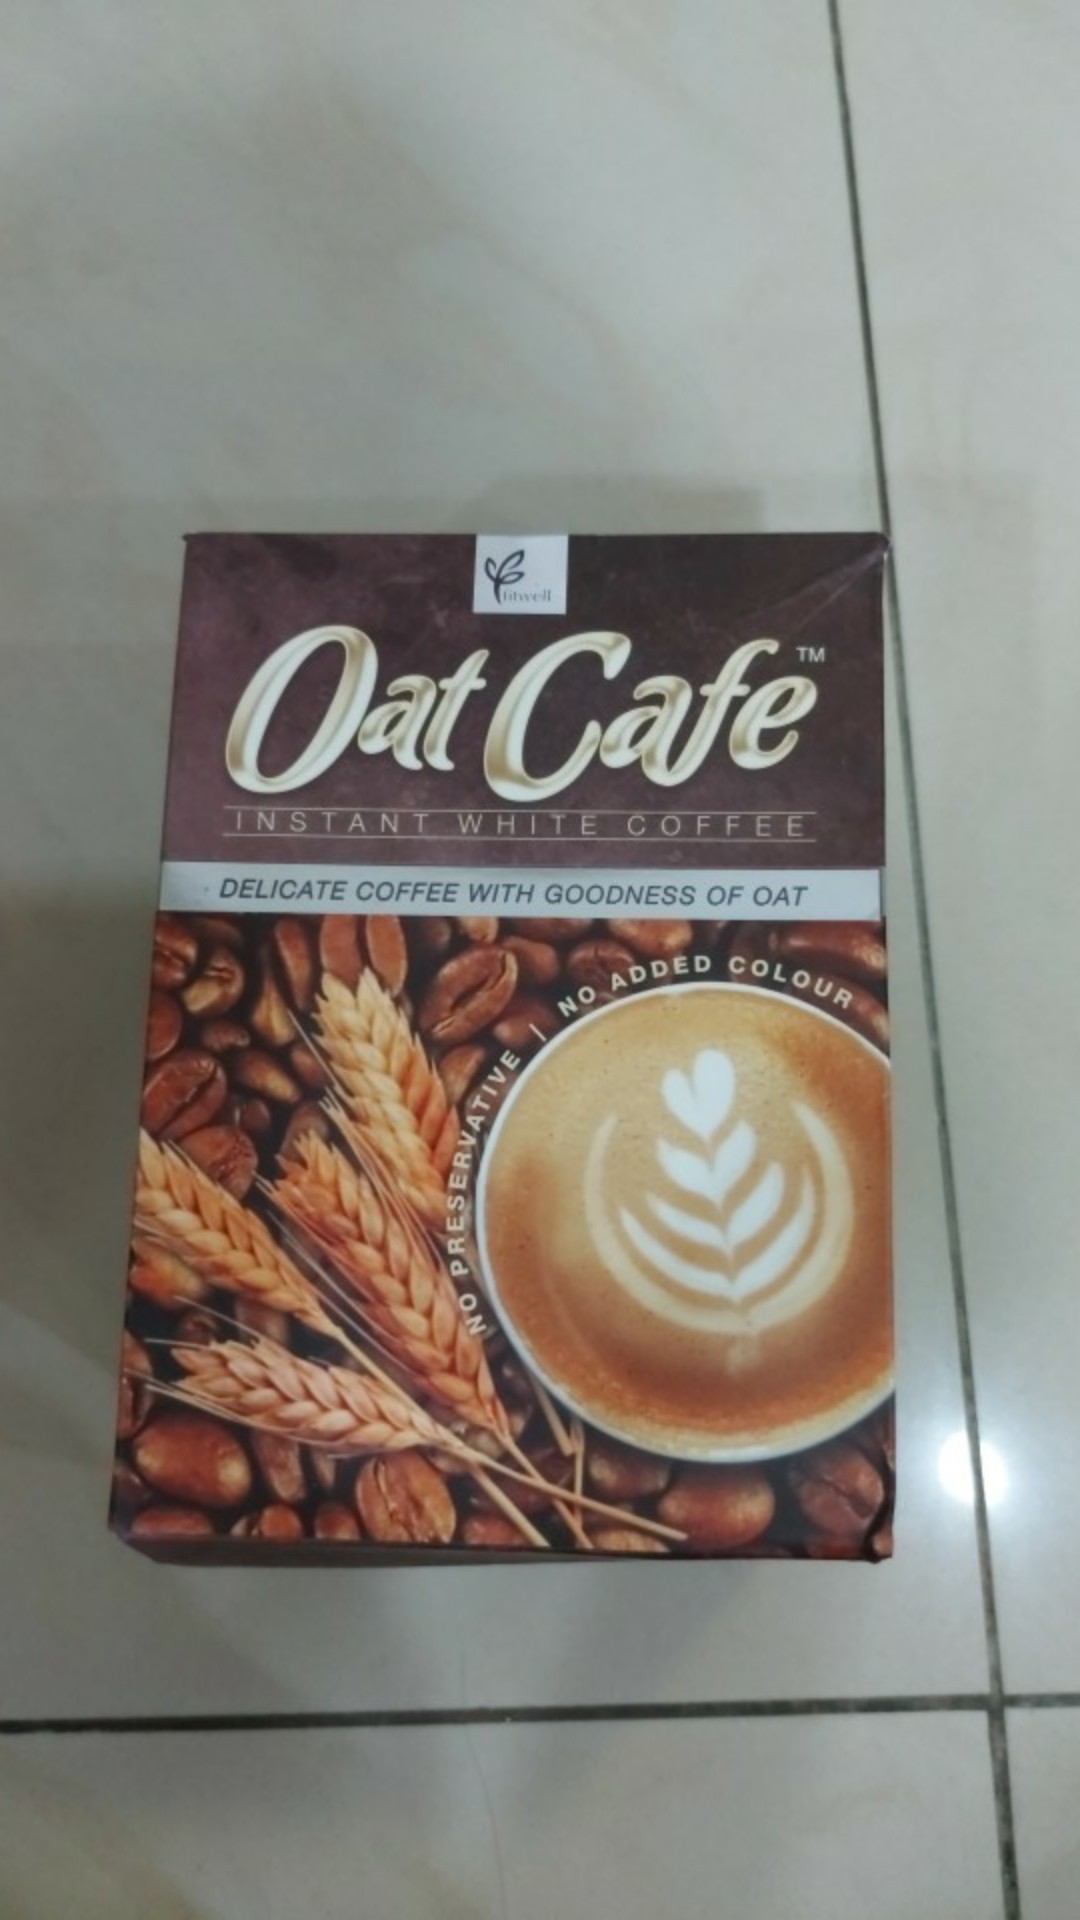 fitwell
Oat Cafe™
INSTANT WHITE COFFEE
DELICATE COFFEE WITH GOODNESS OF OAT
NO PRESERVATIVE | NO ADDED COLOUR